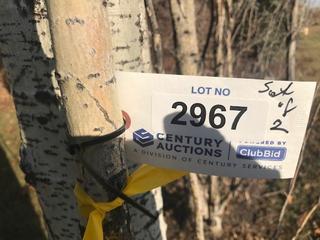 LOT NO
Set
of
2
2967
CENTURY
AUCTIONS
POWERED BY
ClubBid
A DIVISION OF CENTURY SERVICES